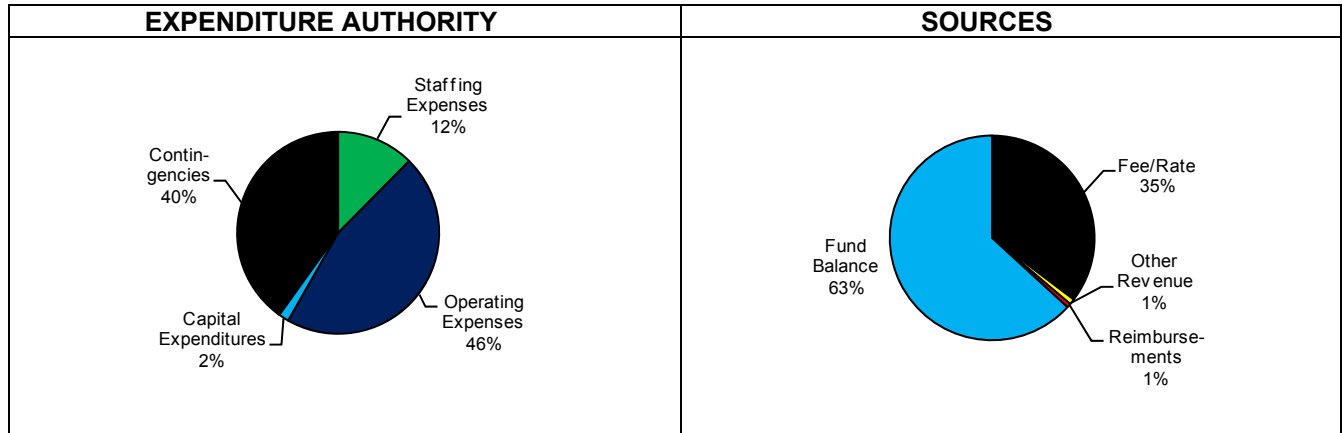 EXPENDITURE AUTHORITY
Staffing
Expenses
12%
Contin-
gencies
40%
Capital
Expenditures
2%
Operating
Expenses
46%
SOURCES
Fee/Rate
35%
Fund
Balance
63%
Other
Revenue
1%
Reimburse-
ments
1%